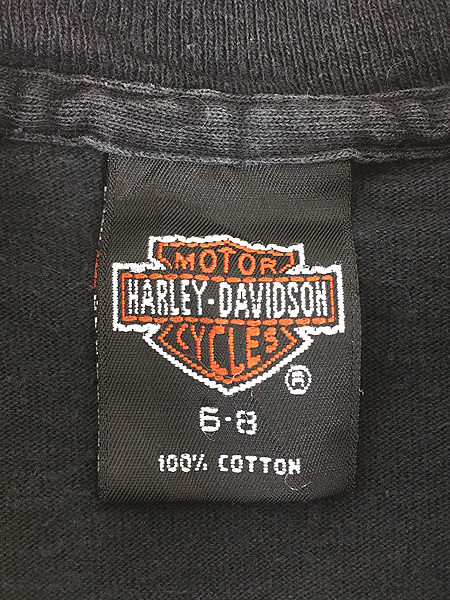 MOTOR
HARLEY-DAVIDSON
CYCLES
®
6-8
100% COTTON